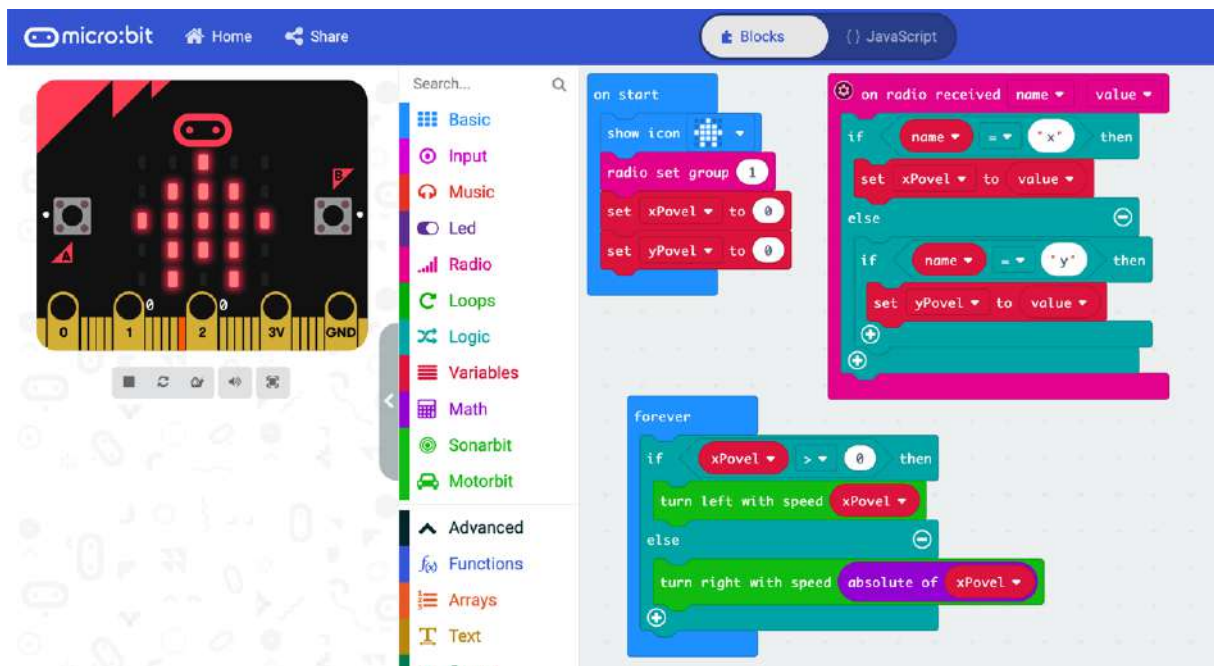 micro:bit Home Share Blocks {} JavaScript
A
B
0
0
0 1 2 3V GND
Search...
Basic
Input
Music
Led
Radio
Loops
Logic
Variables
Math
Sonarbit
Motorbit
Advanced
Functions
Arrays
Text
on start
show icon
radio set group 1
set xPovel to 0
set yPovel to 0
on radio received name value
if name = "x" then
set xPovel to value
else
if name = "y" then
set yPovel to value
forever
if xPovel > 0 then
turn left with speed xPovel
else
turn right with speed absolute of xPovel